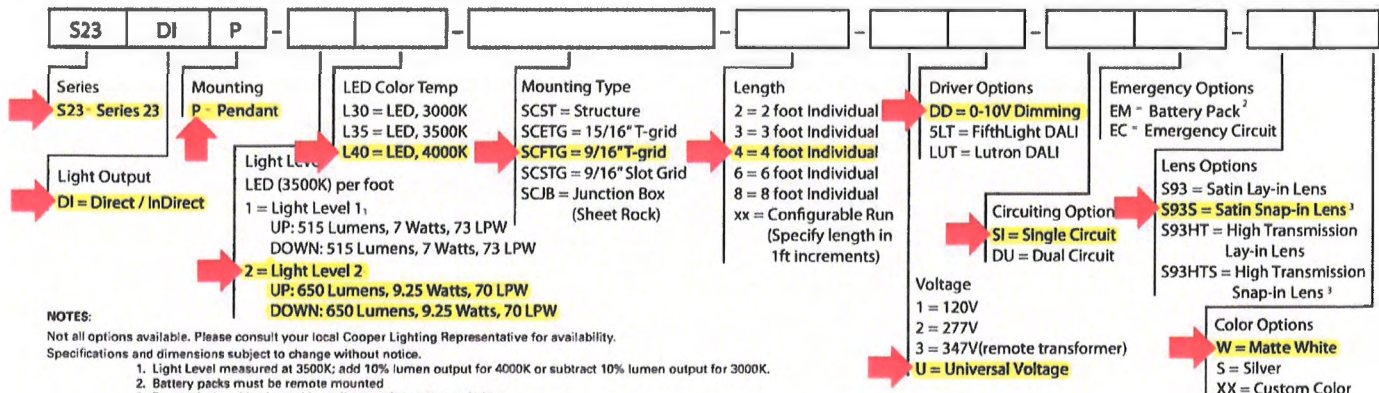 S23 DI P - - - - - -
Series
S23 - Series 23
Light Output
DI = Direct / InDirect
Mounting
P - Pendant
Light Level
LED (3500K) per foot
1 = Light Level 1₁
UP: 515 Lumens, 7 Watts, 73 LPW
DOWN: 515 Lumens, 7 Watts, 73 LPW
2 = Light Level 2
UP: 650 Lumens, 9.25 Watts, 70 LPW
DOWN: 650 Lumens, 9.25 Watts, 70 LPW
LED Color Temp
L30 = LED, 3000K
L35 = LED, 3500K
L40 = LED, 4000K
Mounting Type
SCST = Structure
SCETG = 15/16" T-grid
SCFTG = 9/16" T-grid
SCSTG = 9/16" Slot Grid
SCJB = Junction Box
(Sheet Rock)
Length
2 = 2 foot Individual
3 = 3 foot Individual
4 = 4 foot Individual
6 = 6 foot Individual
8 = 8 foot Individual
xx = Configurable Run
(Specify length in
1ft increments)
Voltage
1 = 120V
2 = 277V
3 = 347V(remote transformer)
U = Universal Voltage
Driver Options
DD = 0-10V Dimming
5LT = FifthLight DALI
LUT = Lutron DALI
Circuiting Option
SI = Single Circuit
DU = Dual Circuit
Emergency Options
EM - Battery Pack²
EC - Emergency Circuit
Lens Options
S93 = Satin Lay-in Lens
S93S = Satin Snap-in Lens ³
S93HT = High Transmission
Lay-in Lens
S93HTS = High Transmission
Snap-in Lens ³
Color Options
W = Matte White
S = Silver
XX = Custom Color
NOTES:
Not all options available. Please consult your local Cooper Lighting Representative for availability.
Specifications and dimensions subject to change without notice.
1. Light Level measured at 3500K; add 10% lumen output for 4000K or subtract 10% lumen output for 3000K.
2. Battery packs must be remote mounted